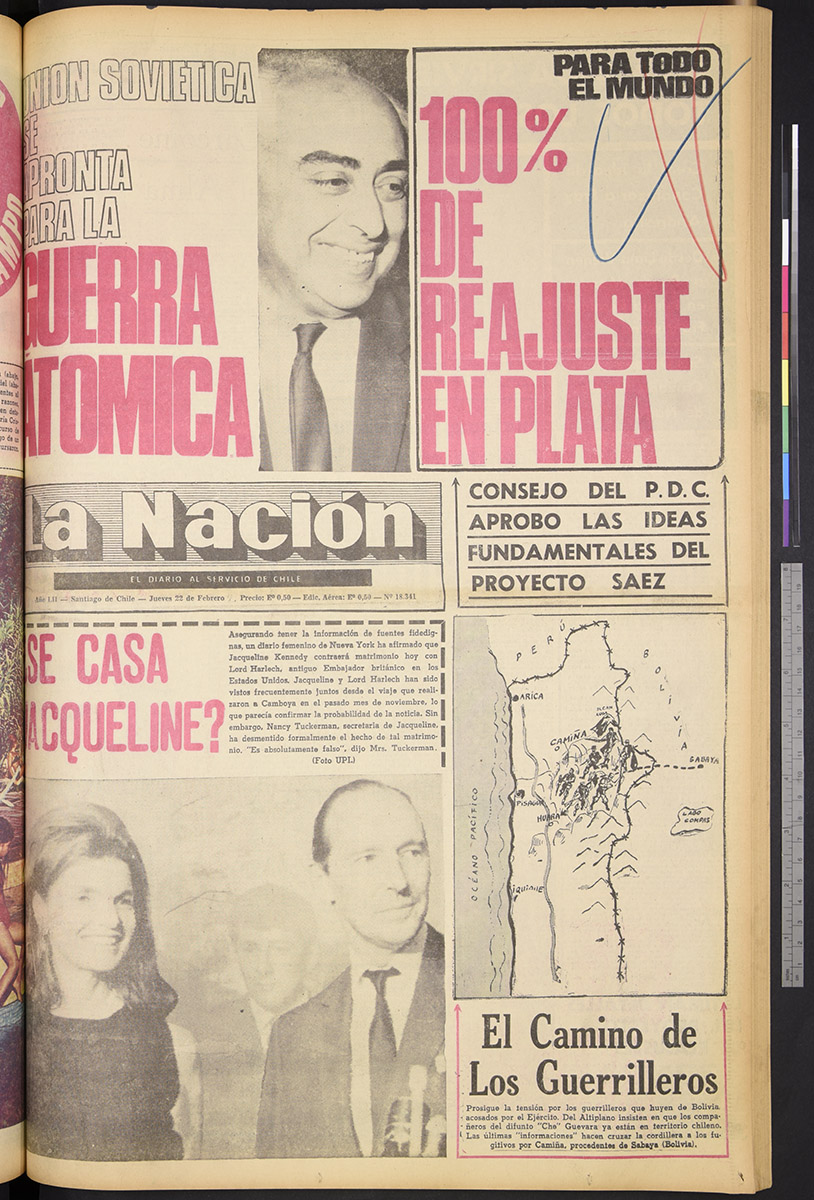 UNION SOVIETICA
SE
APRONTA
PARA LA
GUERRA
ATOMICA
PARA TODO
EL MUNDO
100%
DE
REAJUSTE
EN PLATA
La Nación
EL DIARIO AL SERVICIO DE CHILE
Año LII — Santiago de Chile — Jueves 22 de Febrero Precio: Eº 0,50 — Edic. Aérea: Eº 0,50 — Nº 18.341
CONSEJO DEL P.D.C.
APROBO LAS IDEAS
FUNDAMENTALES DEL
PROYECTO SAEZ
SE CASA
JACQUELINE?
Asegurando tener la información de fuentes fidedig-
nas, un diario femenino de Nueva York ha afirmado que
Jacqueline Kennedy contraerá matrimonio hoy con
Lord Harlech, antiguo Embajador británico en los
Estados Unidos. Jacqueline y Lord Harlech han sido
vistos frecuentemente juntos desde el viaje que reali-
zaron a Camboya en el pasado mes de noviembre, lo
que parecía confirmar la probabilidad de la noticia. Sin
embargo, Nancy Tuckerman, secretaria de Jacqueline,
ha desmentido formalmente el hecho de tal matrimo-
nio. "Es absolutamente falso", dijo Mrs. Tuckerman.
(Foto UPI.)
PERÚ
BOLIVIA
ARICA
CAMIÑA
SABAYA
PISAGUA
HUARA
LAGO
COIPASA
OCÉANO PACÍFICO
IQUIQUE
El Camino de
Los Guerrilleros
Prosigue la tensión por los guerrilleros que huyen de Bolivia,
acosados por el Ejército. Del Altiplano insisten en que los compa-
ñeros del difunto "Che" Guevara ya están en territorio chileno.
Las últimas "informaciones" hacen cruzar la cordillera a los fu-
gitivos por Camiña, procedentes de Sabaya (Bolivia).